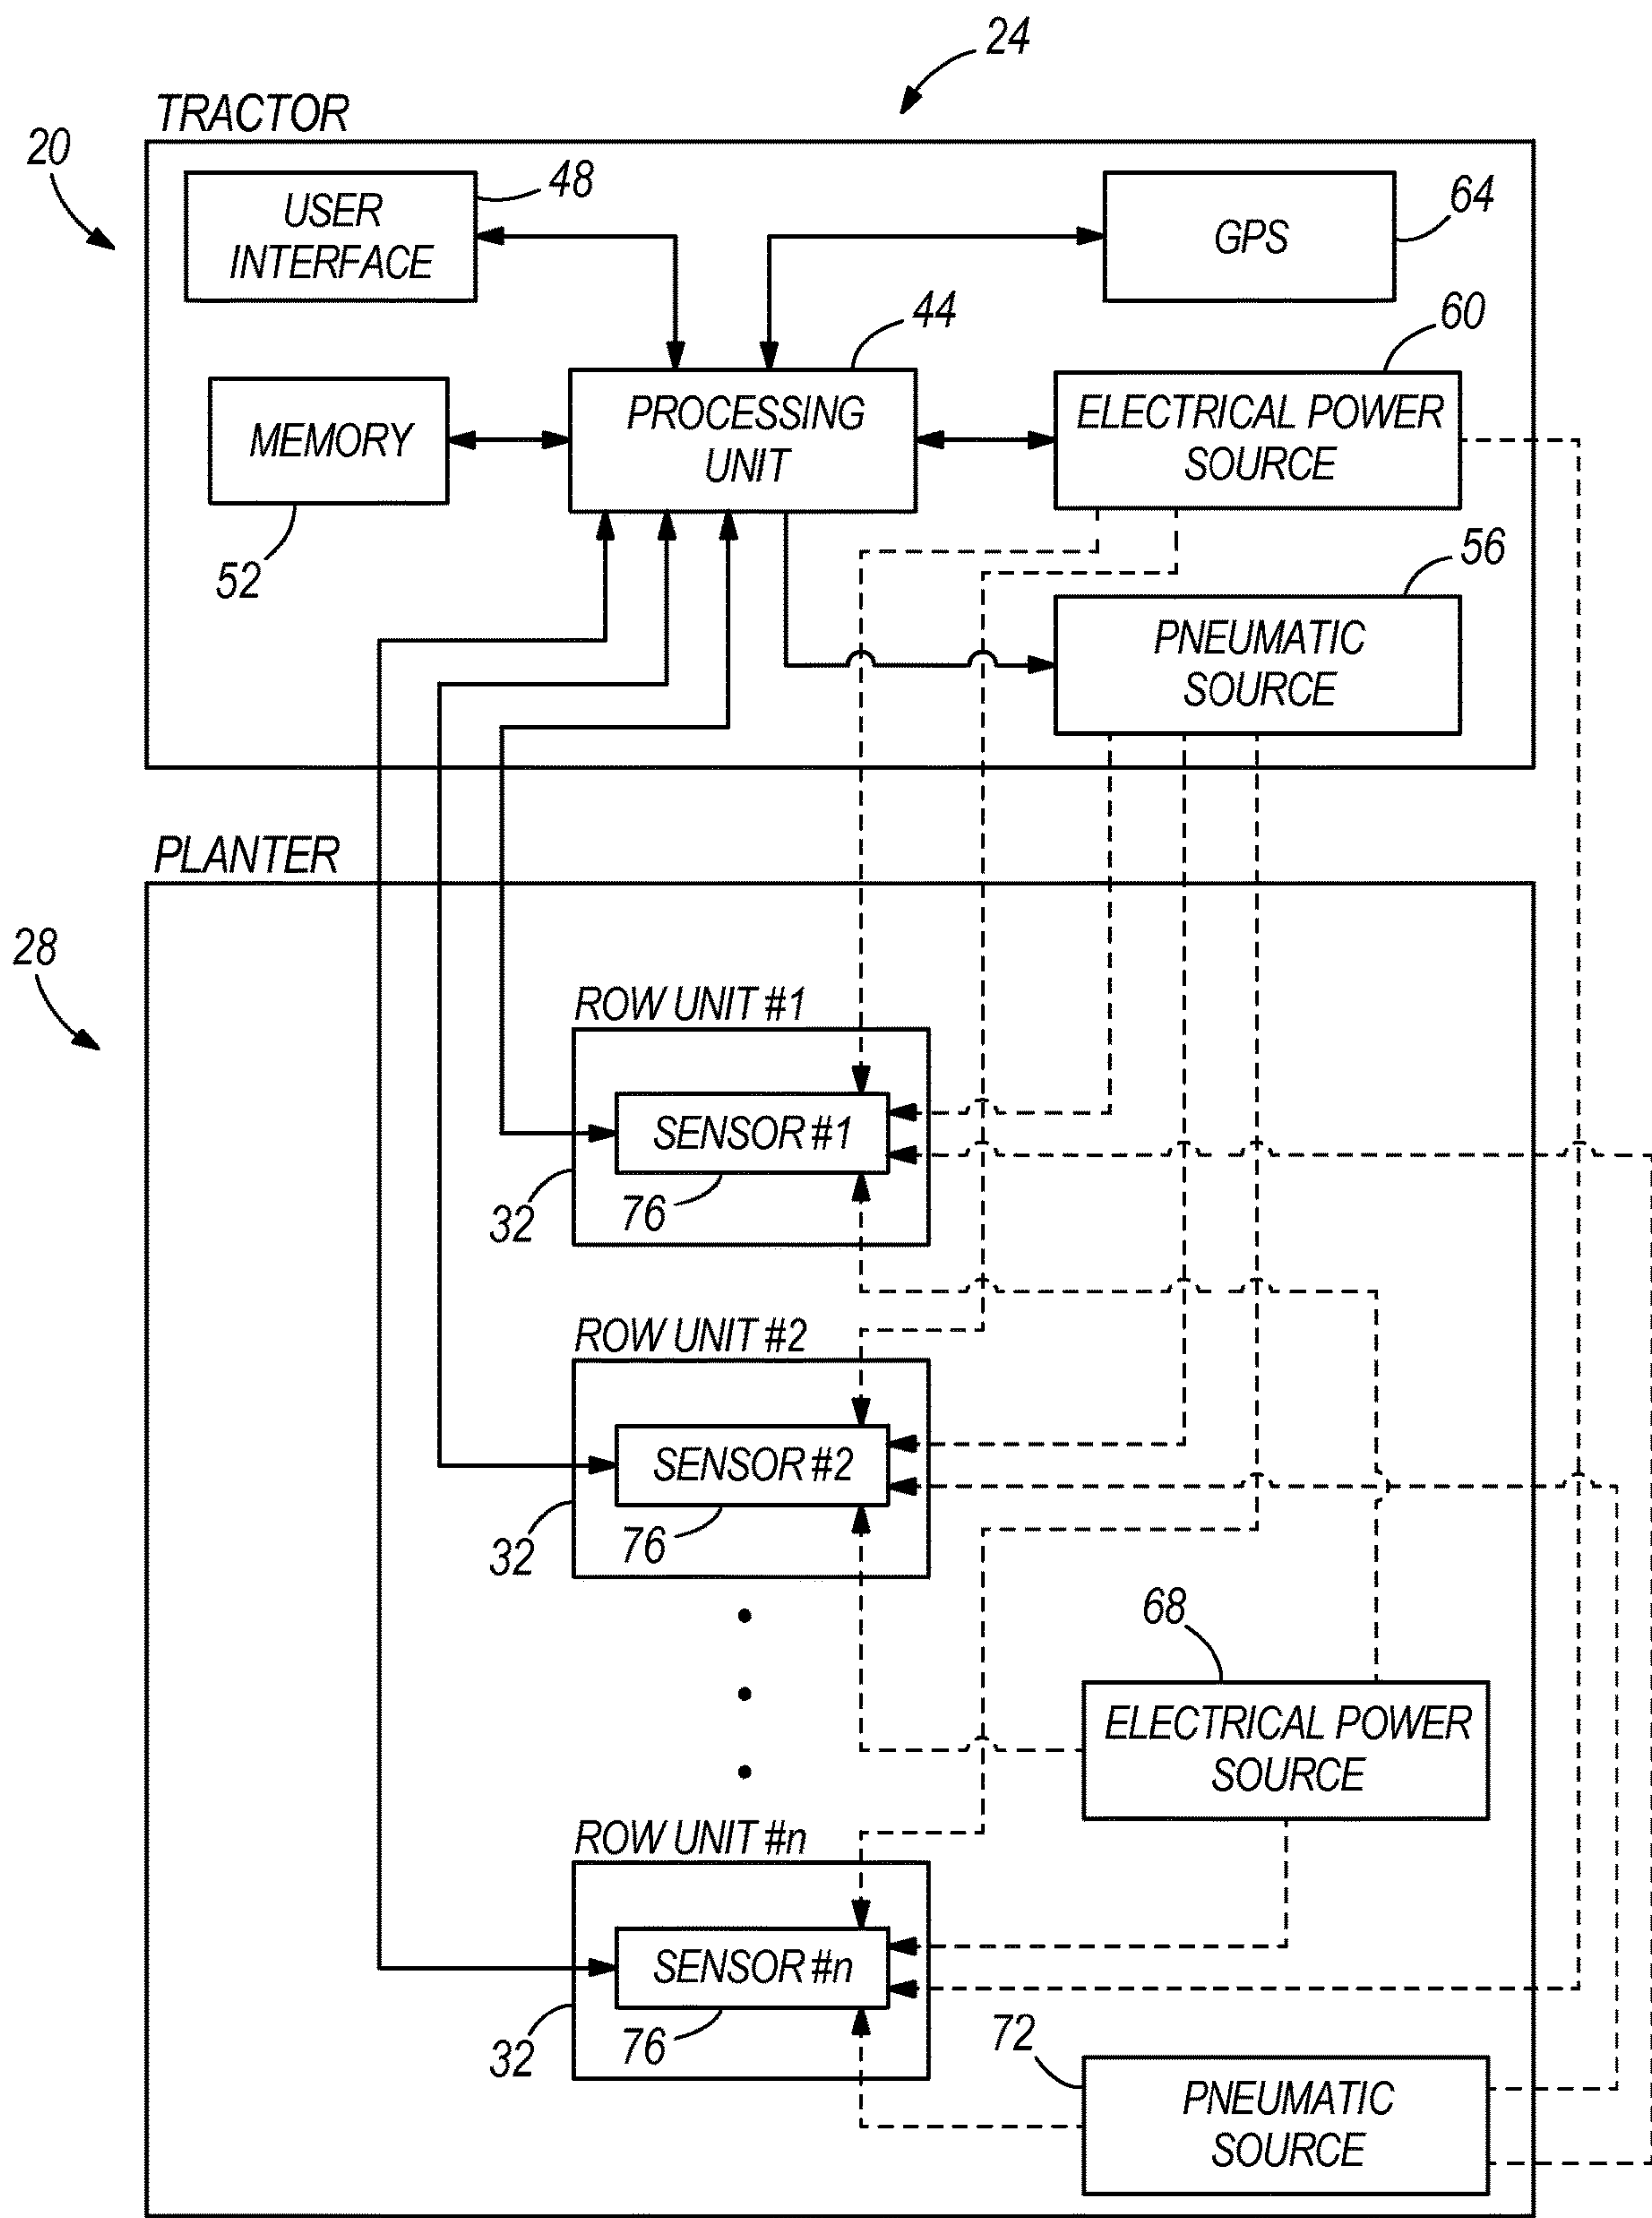 24
TRACTOR
20
USER
INTERFACE
48
GPS
64
44
60
MEMORY
PROCESSING
UNIT
ELECTRICAL POWER
SOURCE
52
56
PNEUMATIC
SOURCE
PLANTER
28
ROW UNIT #1
SENSOR #1
32
76
ROW UNIT #2
SENSOR #2
32
76
68
ELECTRICAL POWER
SOURCE
ROW UNIT #n
SENSOR #n
32
76
72
PNEUMATIC
SOURCE